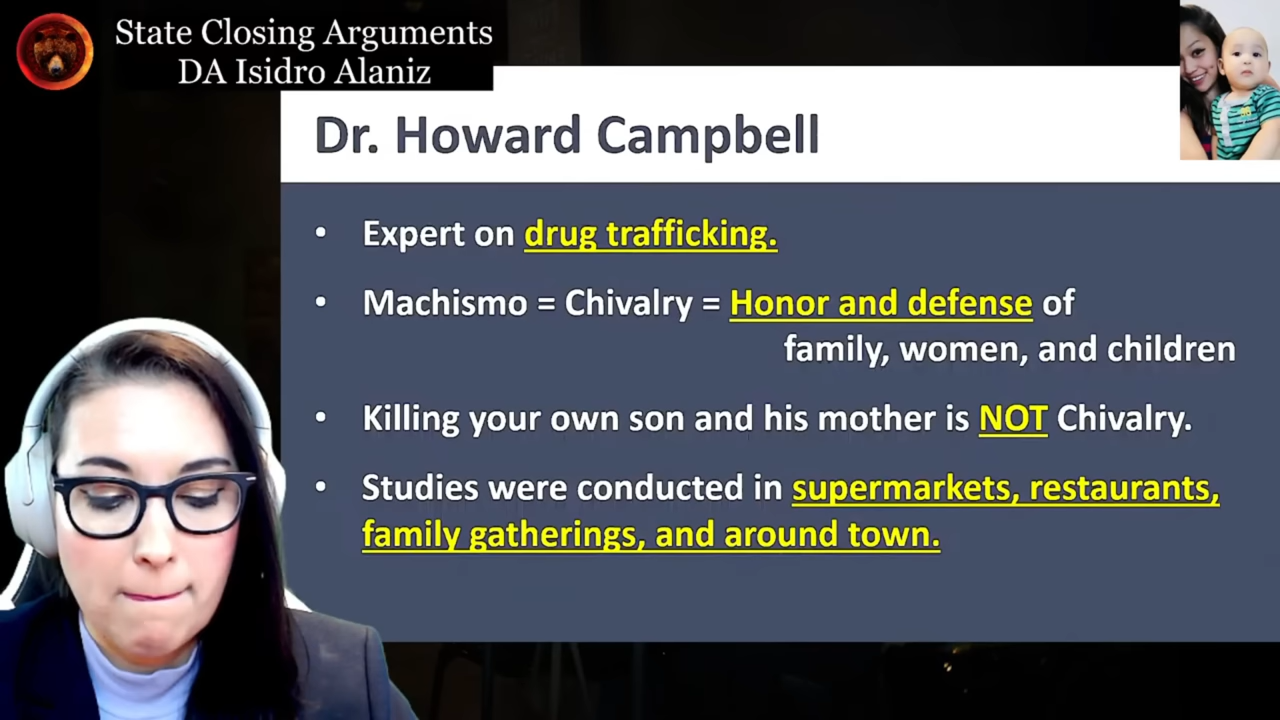 State Closing Arguments
DA Isidro Alaniz
Dr. Howard Campbell
• Expert on drug trafficking.
• Machismo = Chivalry = Honor and defense of
family, women, and children
• Killing your own son and his mother is NOT Chivalry.
• Studies were conducted in supermarkets, restaurants,
family gatherings, and around town.